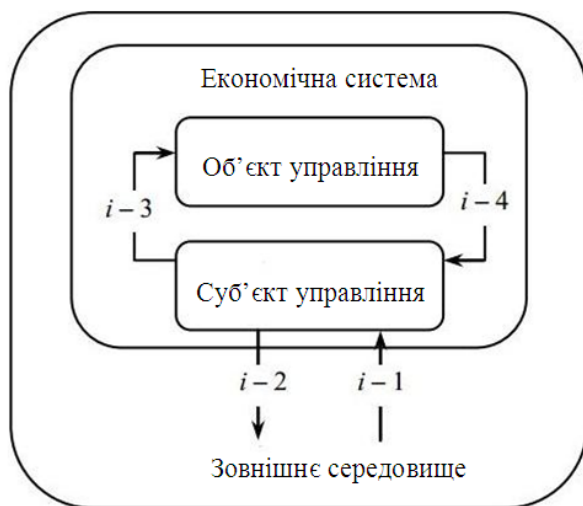 Економічна система
Об’єкт управління
i – 3
i – 4
Суб’єкт управління
i – 2
i – 1
Зовнішнє середовище